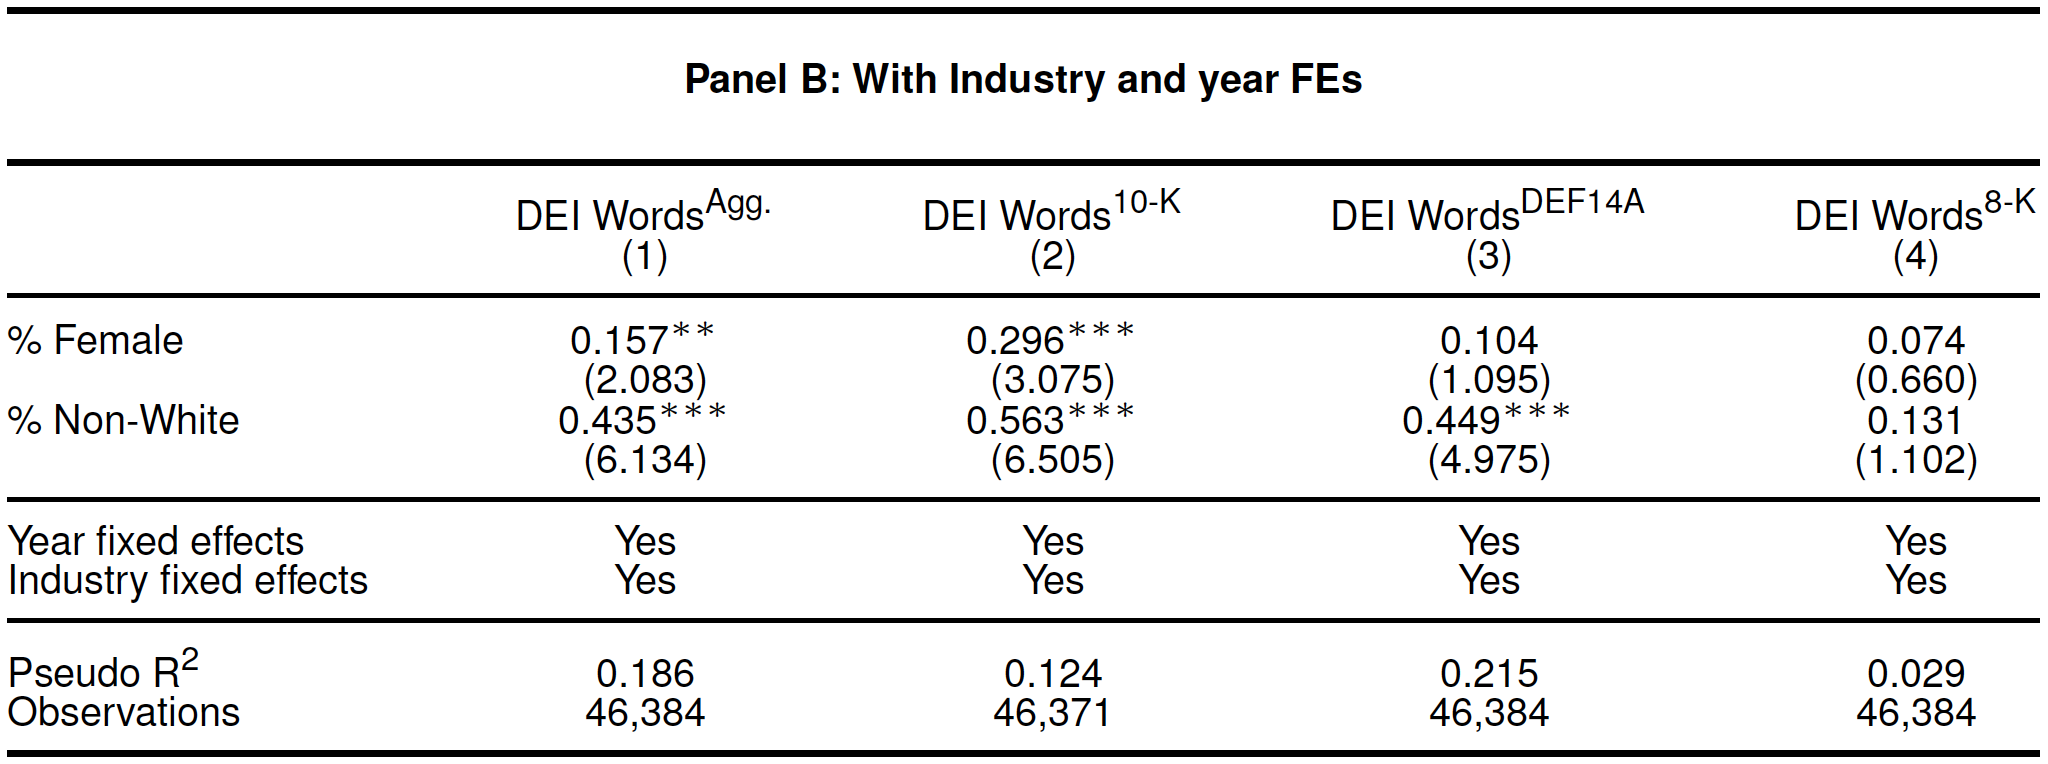 Panel B: With Industry and year FEs
DEI Words^Agg. DEI Words^10-K DEI Words^DEF14A DEI Words^8-K
(1) (2) (3) (4)
% Female 0.157** 0.296*** 0.104 0.074
(2.083) (3.075) (1.095) (0.660)
% Non-White 0.435*** 0.563*** 0.449*** 0.131
(6.134) (6.505) (4.975) (1.102)
Year fixed effects Yes Yes Yes Yes
Industry fixed effects Yes Yes Yes Yes
Pseudo R² 0.186 0.124 0.215 0.029
Observations 46,384 46,371 46,384 46,384